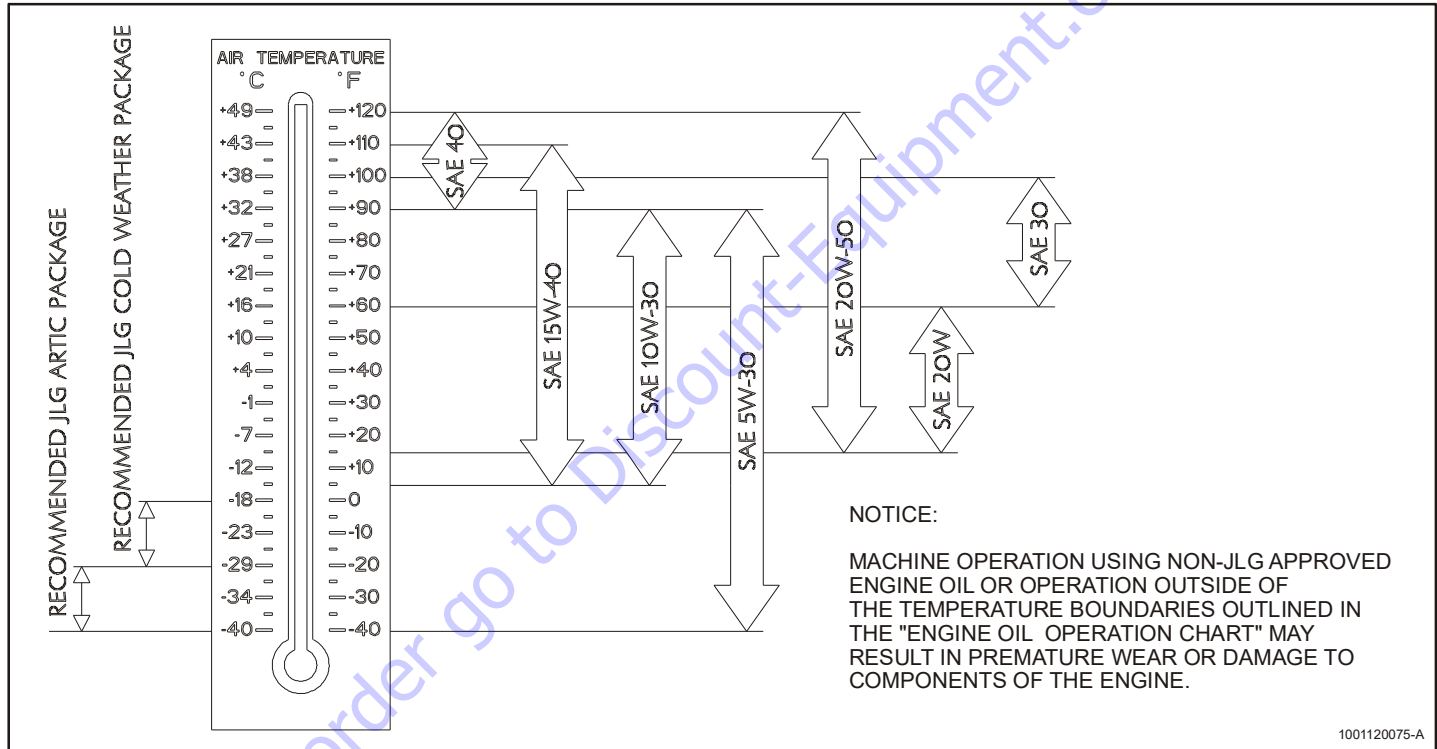 AIR TEMPERATURE
°C °F
+49 +120
+43 +110
+38 +100
+32 +90
+27 +80
+21 +70
+16 +60
+10 +50
+4 +40
-1 +30
-7 +20
-12 +10
-18 0
-23 -10
-29 -20
-34 -30
-40 -40
RECOMMENDED JLG ARTIC PACKAGE
RECOMMENDED JLG COLD WEATHER PACKAGE
SAE 40
SAE 15W-40
SAE 10W-30
SAE 5W-30
SAE 20W-50
SAE 20W
SAE 30
NOTICE:
MACHINE OPERATION USING NON-JLG APPROVED
ENGINE OIL OR OPERATION OUTSIDE OF
THE TEMPERATURE BOUNDARIES OUTLINED IN
THE "ENGINE OIL OPERATION CHART" MAY
RESULT IN PREMATURE WEAR OR DAMAGE TO
COMPONENTS OF THE ENGINE.
1001120075-A
order go to Discount-Equipment.c